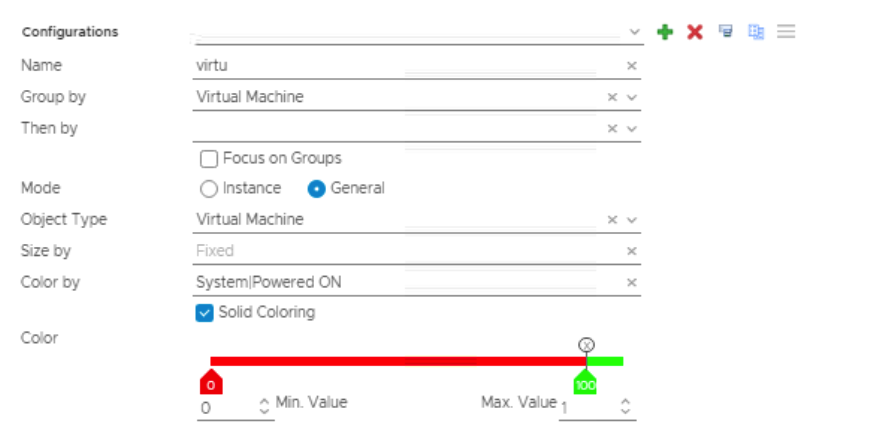 Configurations
Name virtu
Group by Virtual Machine
Then by
Focus on Groups
Mode Instance General
Object Type Virtual Machine
Size by Fixed
Color by System|Powered ON
Solid Coloring
Color
0 100
0 Min. Value Max. Value 1